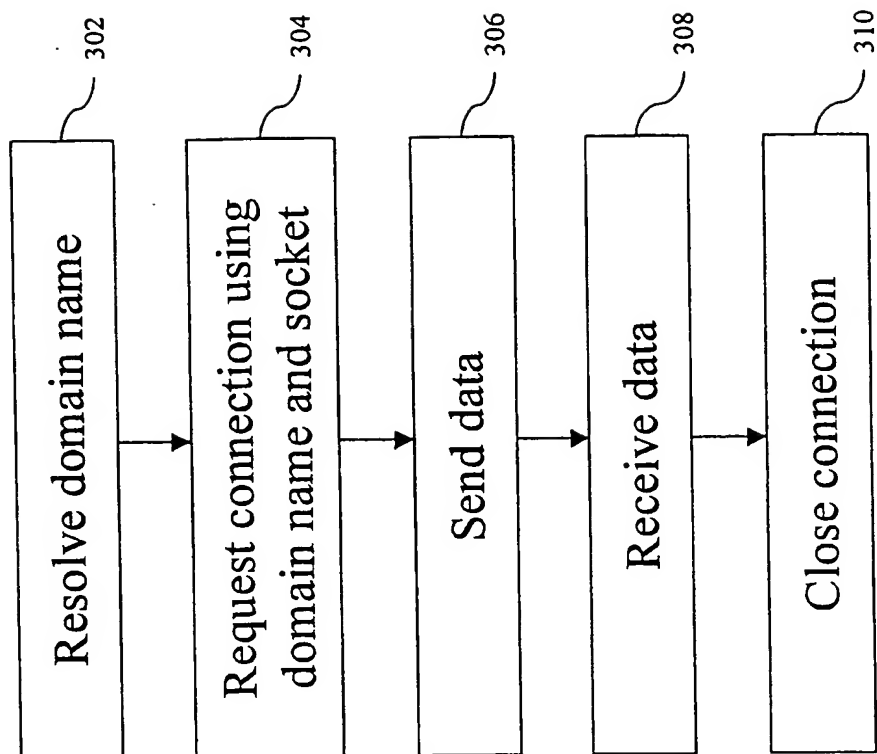 Resolve domain name
302
Request connection using
domain name and socket
304
Send data
306
Receive data
308
Close connection
310